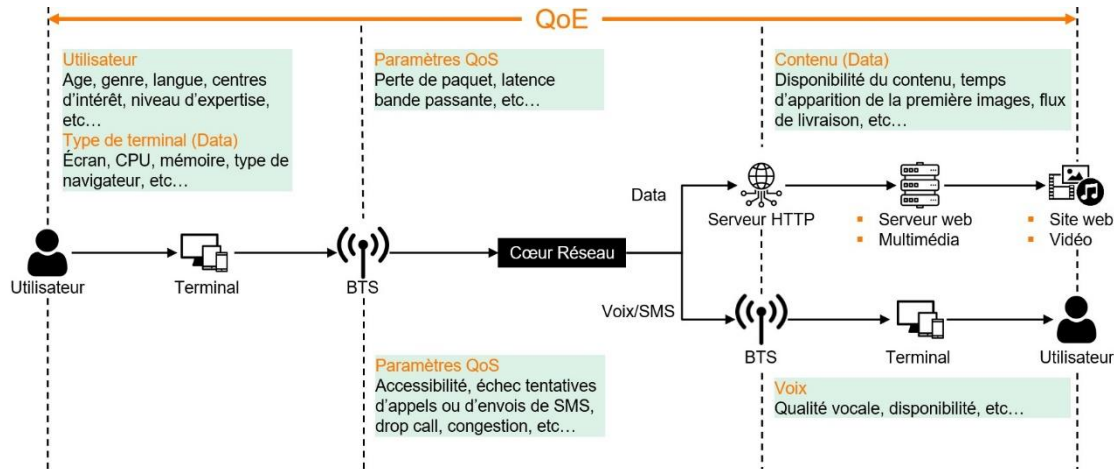 QoE
Utilisateur
Age, genre, langue, centres
d'intérêt, niveau d'expertise,
etc…
Type de terminal (Data)
Écran, CPU, mémoire, type de
navigateur, etc…
Paramètres QoS
Perte de paquet, latence
bande passante, etc…
Contenu (Data)
Disponibilité du contenu, temps
d'apparition de la première images, flux
de livraison, etc…
Data
Serveur HTTP
Serveur web
Multimédia
Site web
Vidéo
Utilisateur
Terminal
BTS
Cœur Réseau
Voix/SMS
BTS
Terminal
Utilisateur
Paramètres QoS
Accessibilité, échec tentatives
d'appels ou d'envois de SMS,
drop call, congestion, etc…
Voix
Qualité vocale, disponibilité, etc…